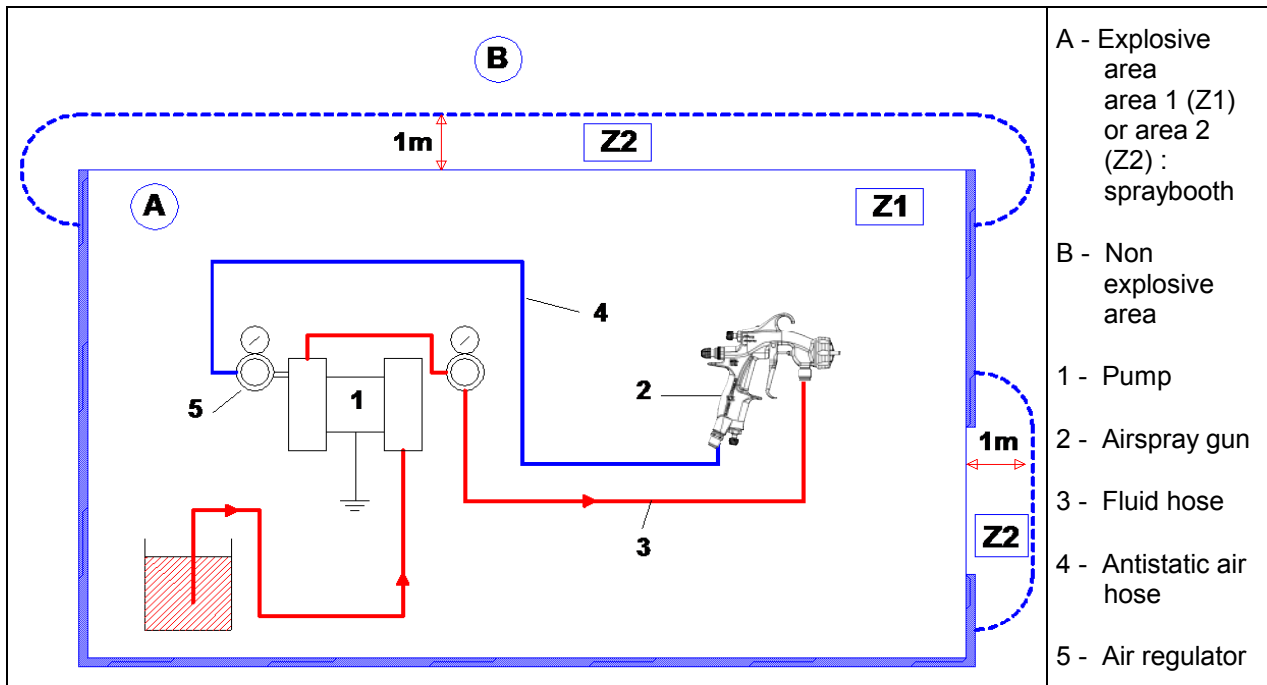 B
1m
Z2
A
Z1
4
5
1
2
1m
3
Z2
A - Explosive
area
area 1 (Z1)
or area 2
(Z2) :
spraybooth
B - Non
explosive
area
1 - Pump
2 - Airspray gun
3 - Fluid hose
4 - Antistatic air
hose
5 - Air regulator